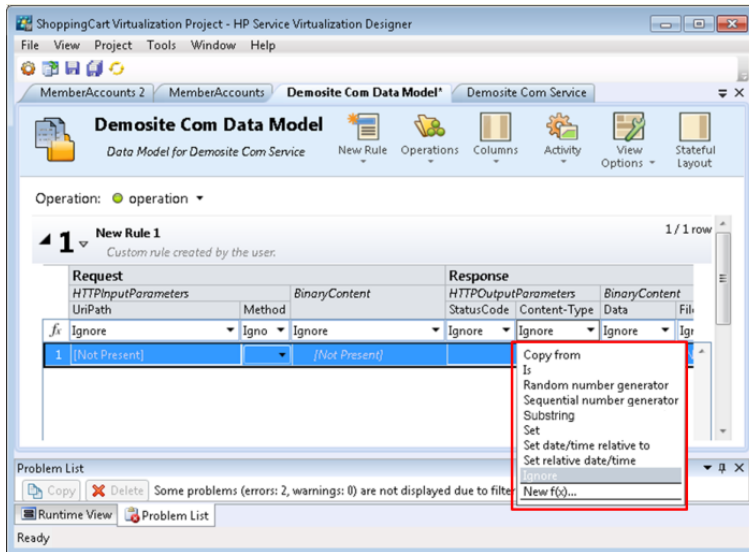 ShoppingCart Virtualization Project - HP Service Virtualization Designer
File View Project Tools Window Help
MemberAccounts 2 MemberAccounts Demosite Com Data Model* Demosite Com Service
Demosite Com Data Model
Data Model for Demosite Com Service
New Rule Operations Columns Activity View Options Stateful Layout
Operation: operation
1 New Rule 1 1 / 1 row
Custom rule created by the user.
Request Response
HTTPInputParameters BinaryContent HTTPOutputParameters BinaryContent
UriPath Method StatusCode Content-Type Data
fx Ignore Igno Ignore Ignore Ignore Ignore Igr
1 [Not Present] [Not Present]
Copy from
Is
Random number generator
Sequential number generator
Substring
Set
Set date/time relative to
Set relative date/time
Ignore
New f(x)...
Problem List
Copy Delete Some problems (errors: 2, warnings: 0) are not displayed due to filter
Runtime View Problem List
Ready